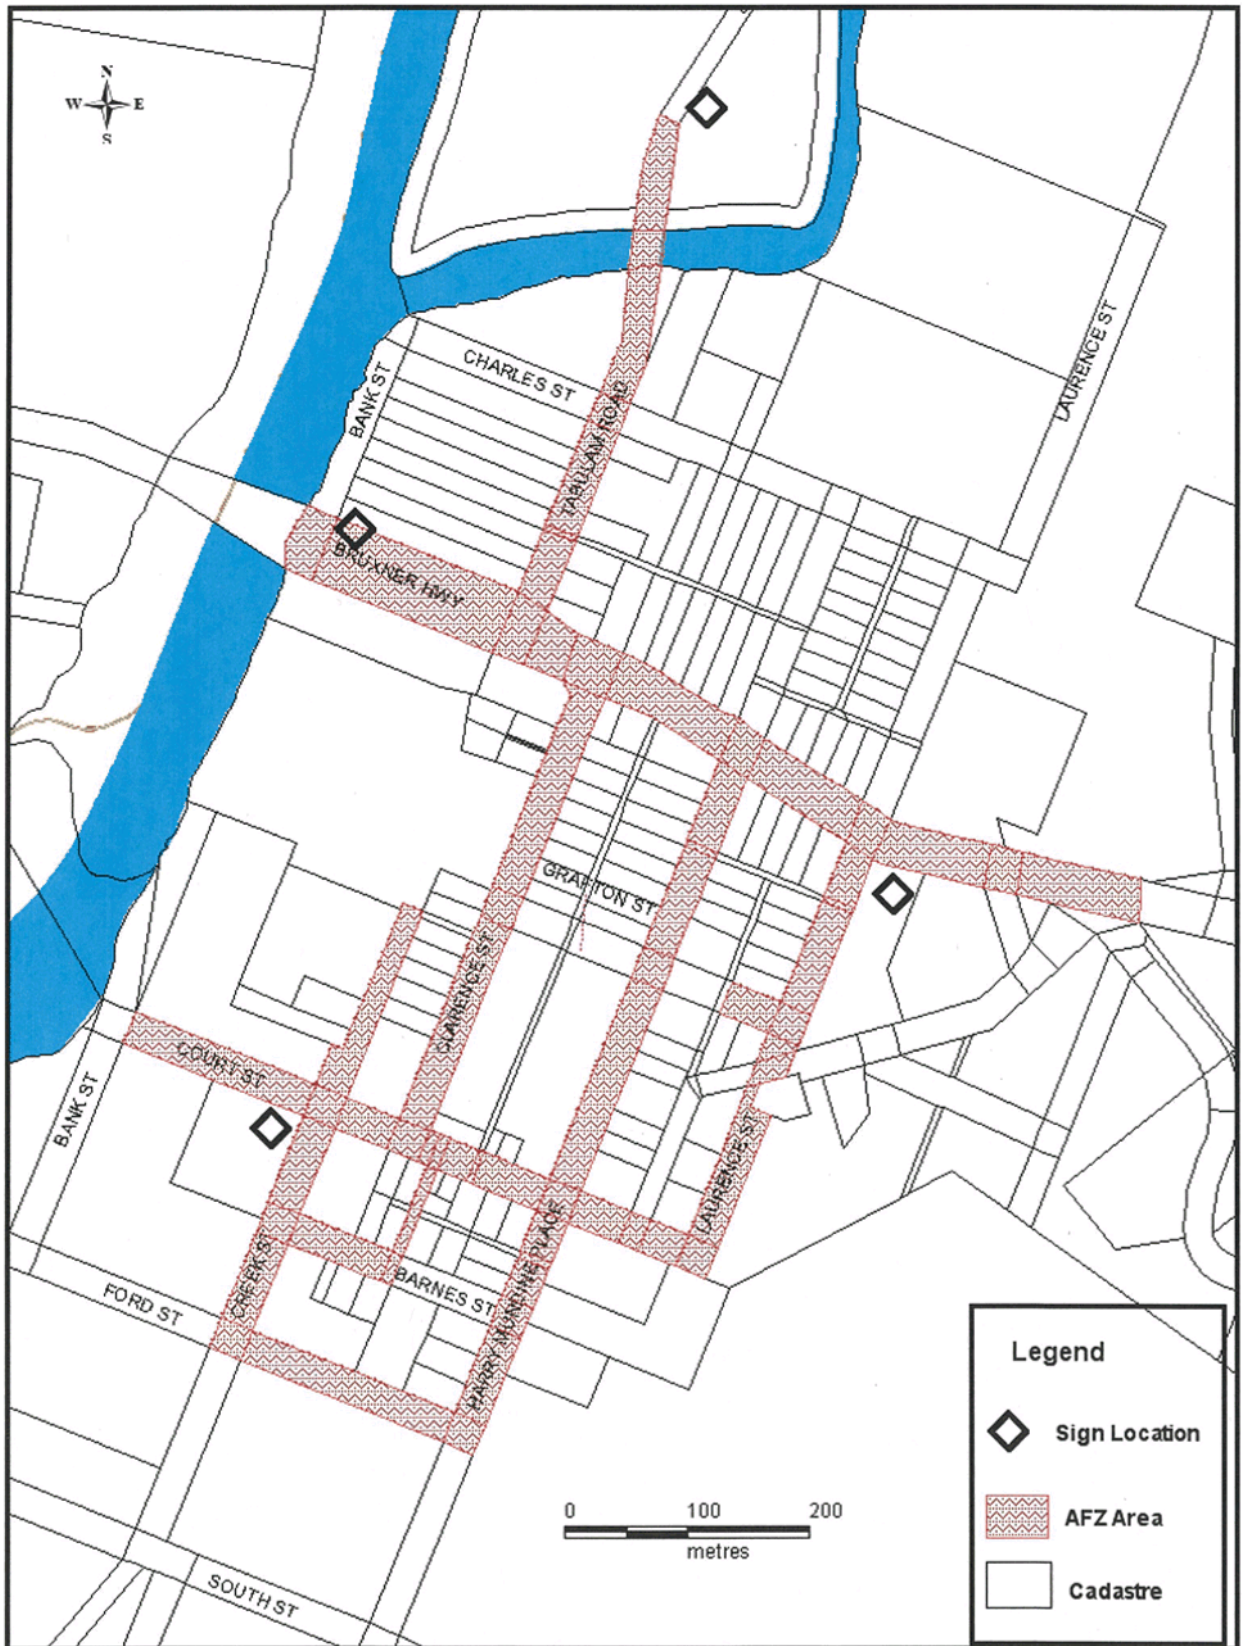 N
W E
S
LAURENCE ST
CHARLES ST
BANK ST
TABULAM ROAD
BRUXNER HWY
GRAFTON ST
CLARENCE ST
COURT ST
BANK ST
LAURENCE ST
HARRY MUNDINE PLACE
CREEK ST
BARNES ST
FORD ST
SOUTH ST
0 100 200
metres
Legend
Sign Location
AFZ Area
Cadastre